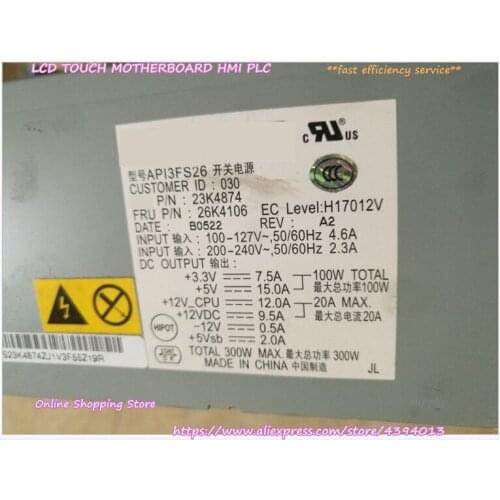 LCD TOUCH MOTHERBOARD HMI PLC
**fast efficiency service**
c RU US
CCC
型号API3FS26 开关电源
CUSTOMER ID : 030
P/N : 23K4874
FRU P/N : 26K4106 EC Level:H17012V
DATE : B0522 REV : A2
INPUT 输入 : 100-127V~,50/60Hz 4.6A
INPUT 输入 : 200-240V~,50/60Hz 2.3A
DC OUTPUT 输出 :
+3.3V 7.5A 100W TOTAL
+5V 15.0A 最大总功率100W
+12V_CPU 12.0A 20A MAX.
+12VDC 9.5A 最大总电流20A
-12V 0.5A
+5Vsb 2.0A
HIPOT
TOTAL 300W MAX.最大总功率 300W
MADE IN CHINA 中国制造 JL
S23K4874ZJ1V3F55Z19R
Online Shopping Store
https://www.aliexpress.com/store/4394013